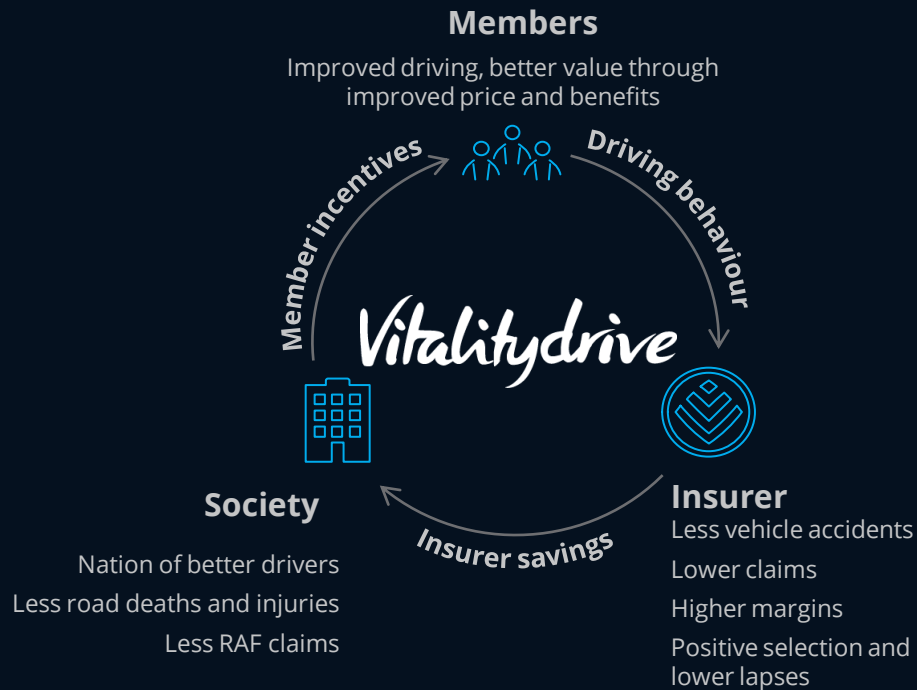 Members
Improved driving, better value through
improved price and benefits
Member incentives
Driving behaviour
Vitalitydrive
Society
Nation of better drivers
Less road deaths and injuries
Less RAF claims
Insurer savings
Insurer
Less vehicle accidents
Lower claims
Higher margins
Positive selection and
lower lapses